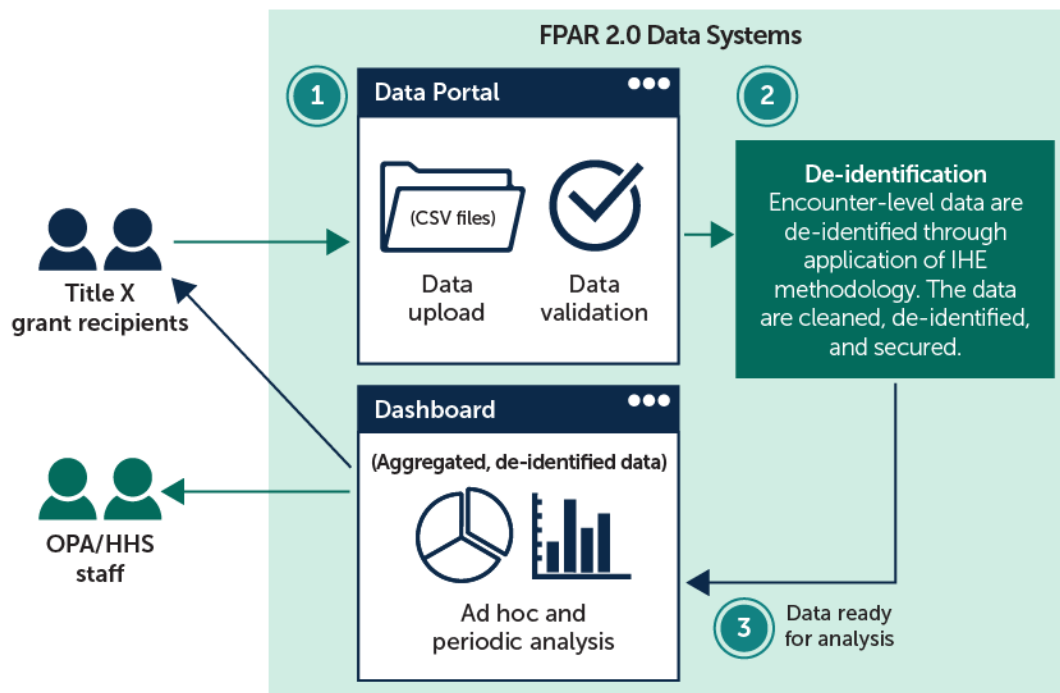 FPAR 2.0 Data Systems
1
Data Portal
2
(CSV files)
Data
upload
Data
validation
De-identification
Encounter-level data are
de-identified through
application of IHE
methodology. The data
are cleaned, de-identified,
and secured.
Title X
grant recipients
Dashboard
(Aggregated, de-identified data)
OPA/HHS
staff
Ad hoc and
periodic analysis
3
Data ready
for analysis